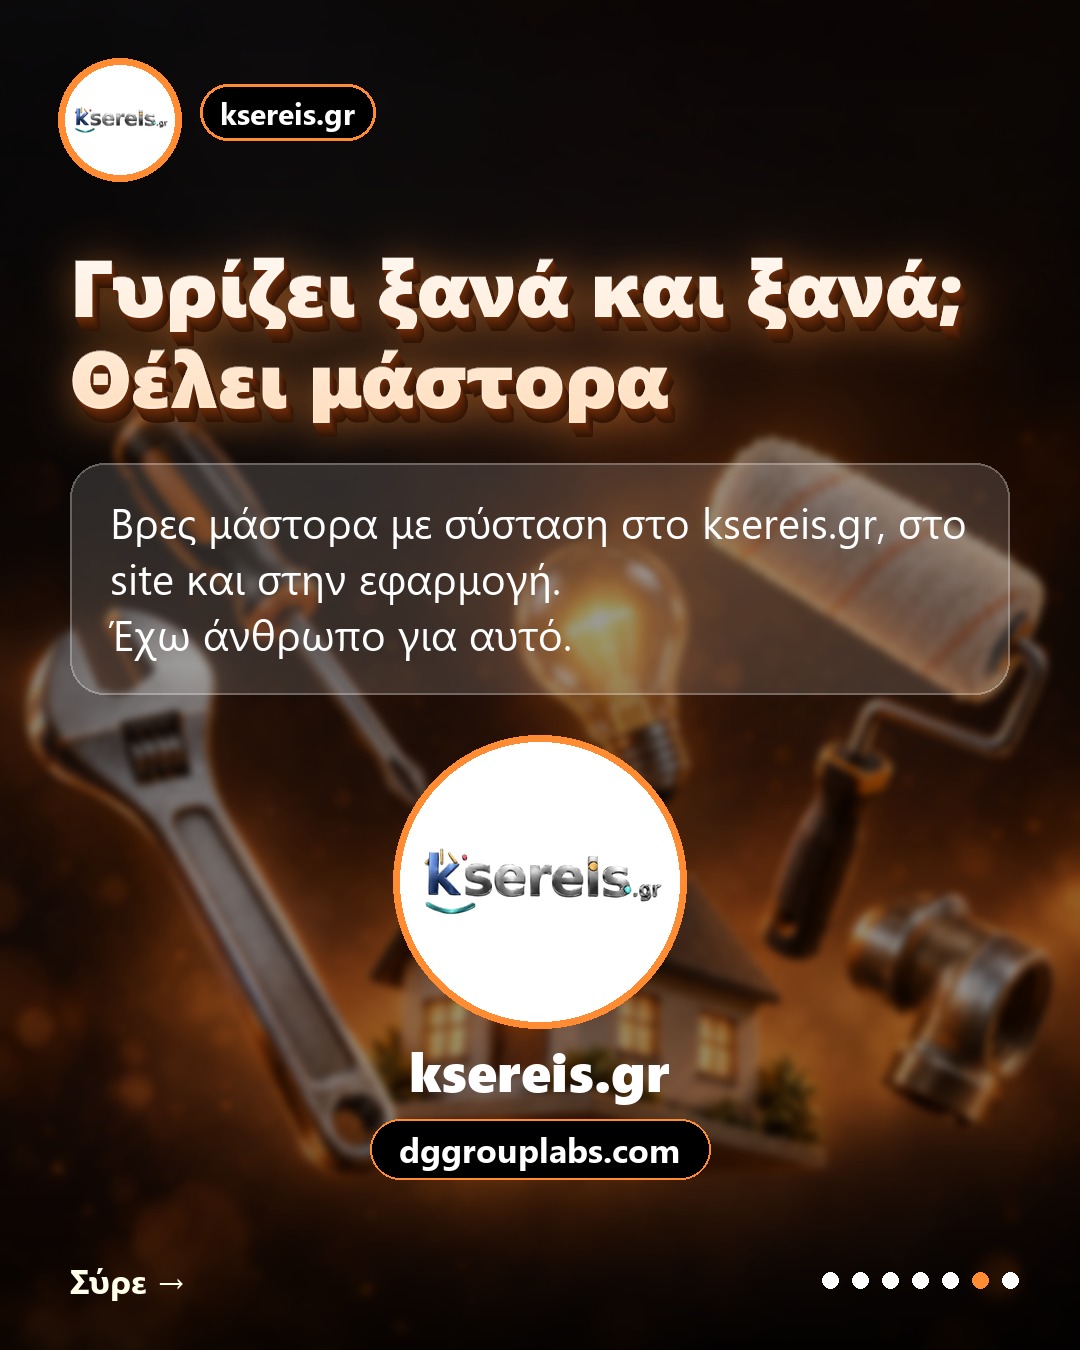 ksereis.gr
ksereis.gr
Γυρίζει ξανά και ξανά;
Θέλει μάστορα
Βρες μάστορα με σύσταση στο ksereis.gr, στο
site και στην εφαρμογή.
Έχω άνθρωπο για αυτό.
ksereis.gr
ksereis.gr
dggrouplabs.com
Σύρε →